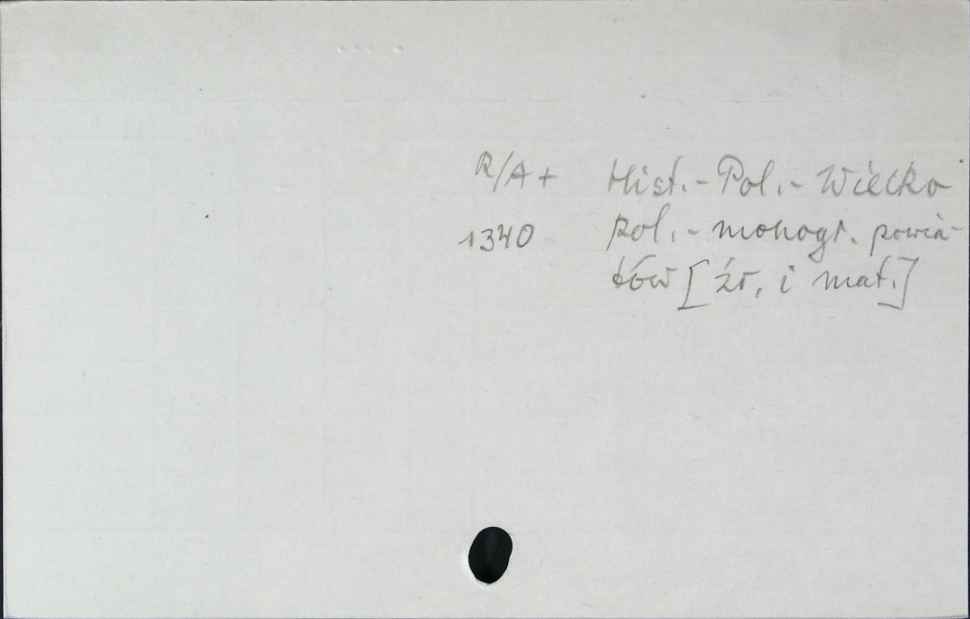 R/A + Hist.-Pol.- Wielko
1340 pol.- monogr. powia-
tów [źr. i mat.]